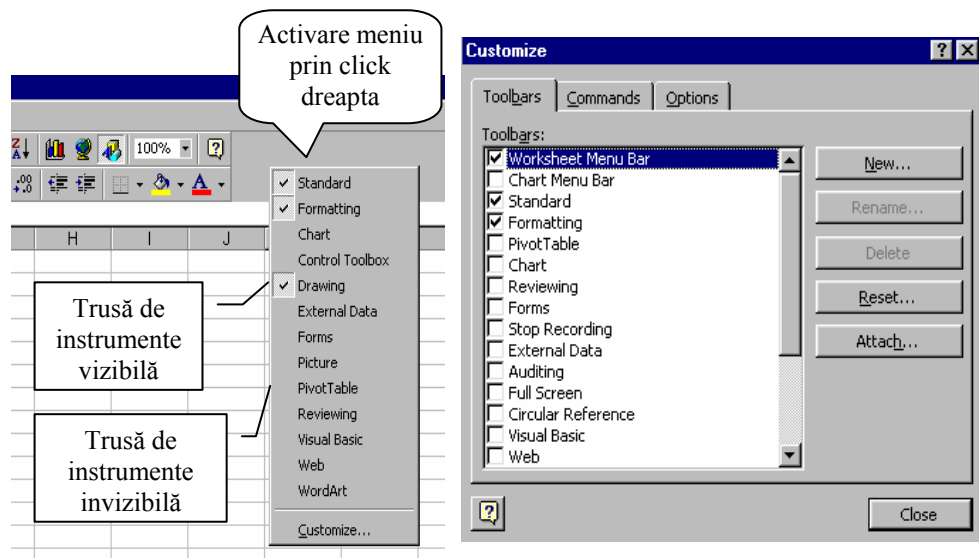 Activare meniu
prin click
dreapta
100%
H I J
Standard
Formatting
Chart
Control Toolbox
Drawing
External Data
Forms
Picture
PivotTable
Reviewing
Visual Basic
Web
WordArt
Customize...
Trusă de
instrumente
vizibilă
Trusă de
instrumente
invizibilă
Customize
Toolbars Commands Options
Toolbars:
Worksheet Menu Bar
Chart Menu Bar
Standard
Formatting
PivotTable
Chart
Reviewing
Forms
Stop Recording
External Data
Auditing
Full Screen
Circular Reference
Visual Basic
Web
New...
Rename...
Delete
Reset...
Attach...
Close